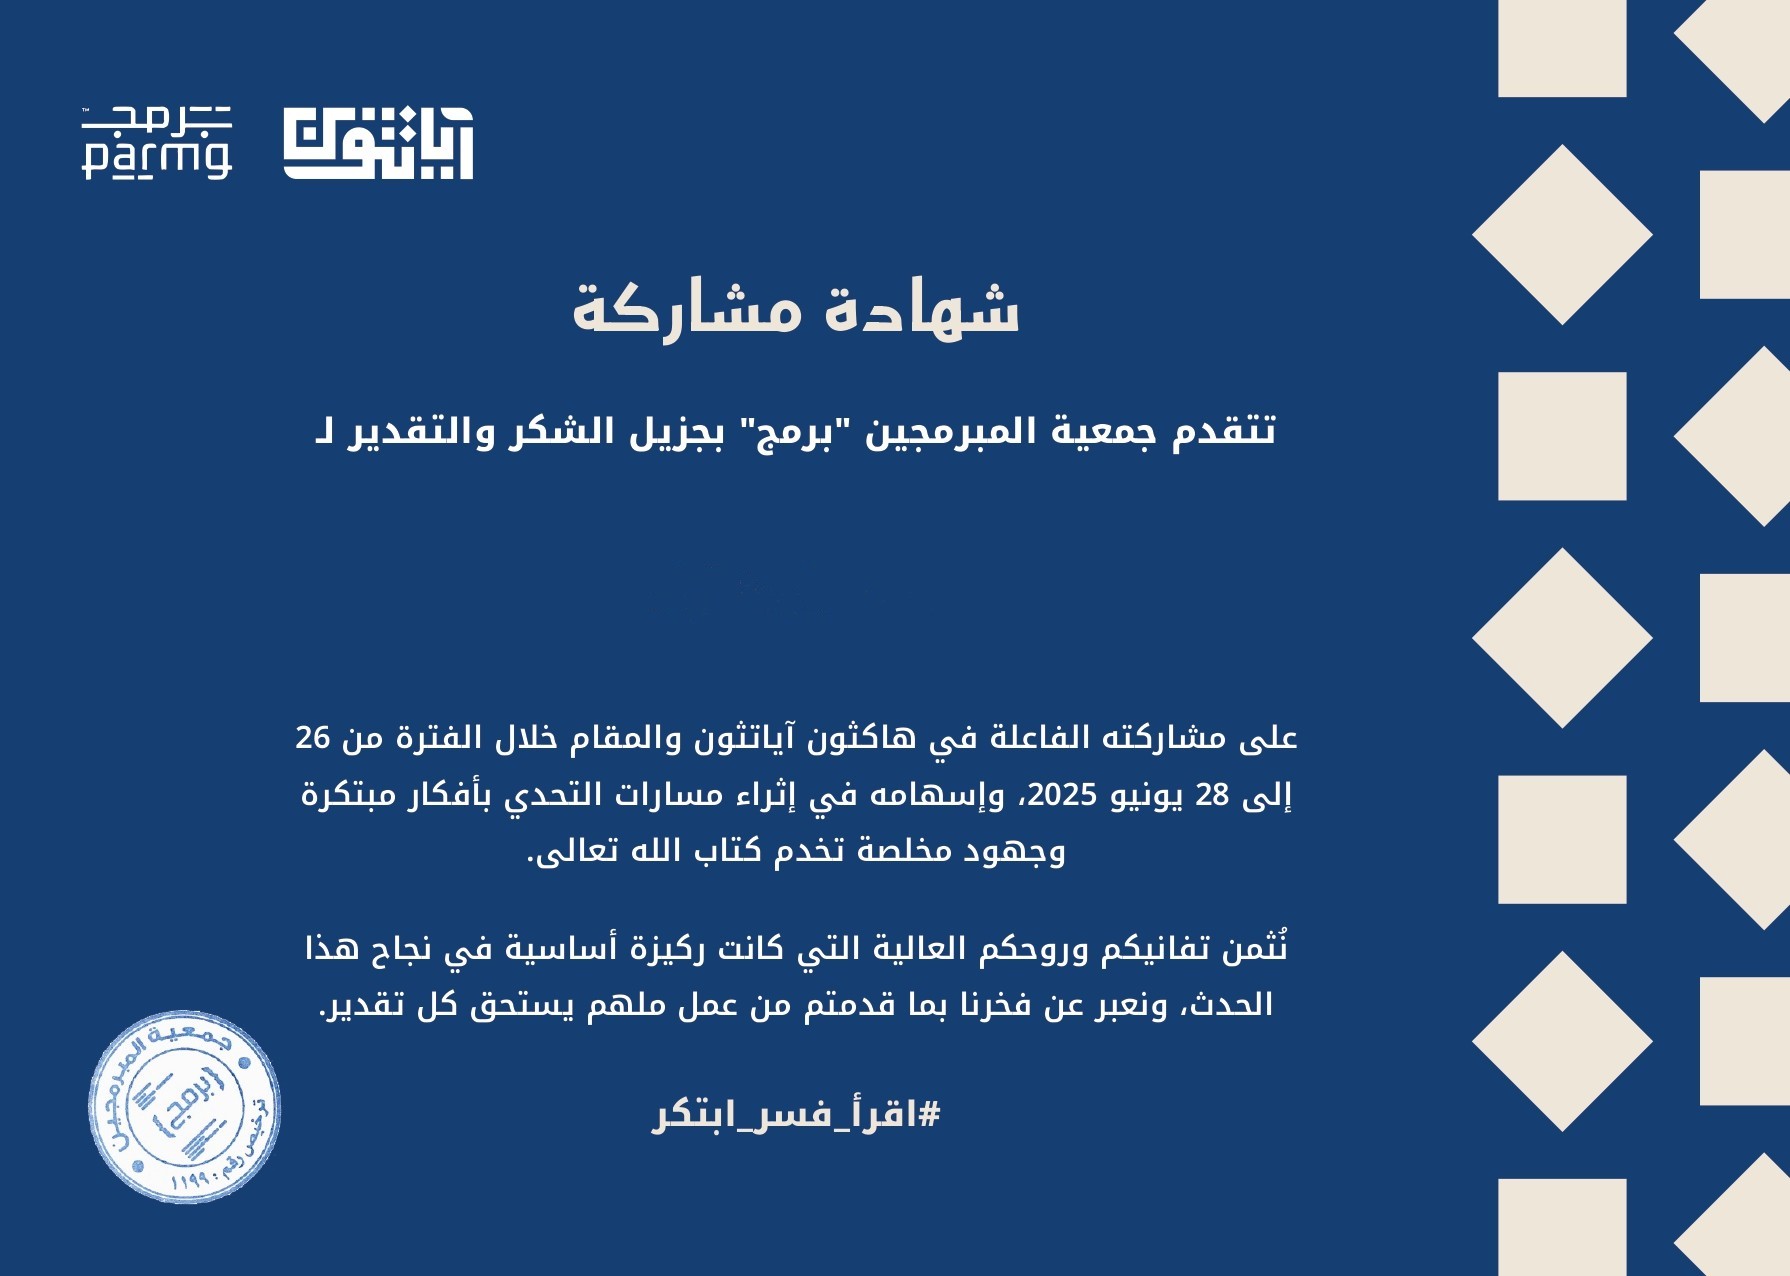 برمجـ
parmg
™
آياتثون
شهادة مشاركة
تتقدم جمعية المبرمجين "برمج" بجزيل الشكر والتقدير لـ
على مشاركته الفاعلة في هاكثون آياتثون والمقام خلال الفترة من 26
إلى 28 يونيو 2025، وإسهامه في إثراء مسارات التحدي بأفكار مبتكرة
وجهود مخلصة تخدم كتاب الله تعالى.
نُثمن تفانيكم وروحكم العالية التي كانت ركيزة أساسية في نجاح هذا
الحدث، ونعبر عن فخرنا بما قدمتم من عمل ملهم يستحق كل تقدير.
#اقرأ_فسر_ابتكر
جمعية المبرمجين
برمج
ترخيص رقم : ١١٩٩